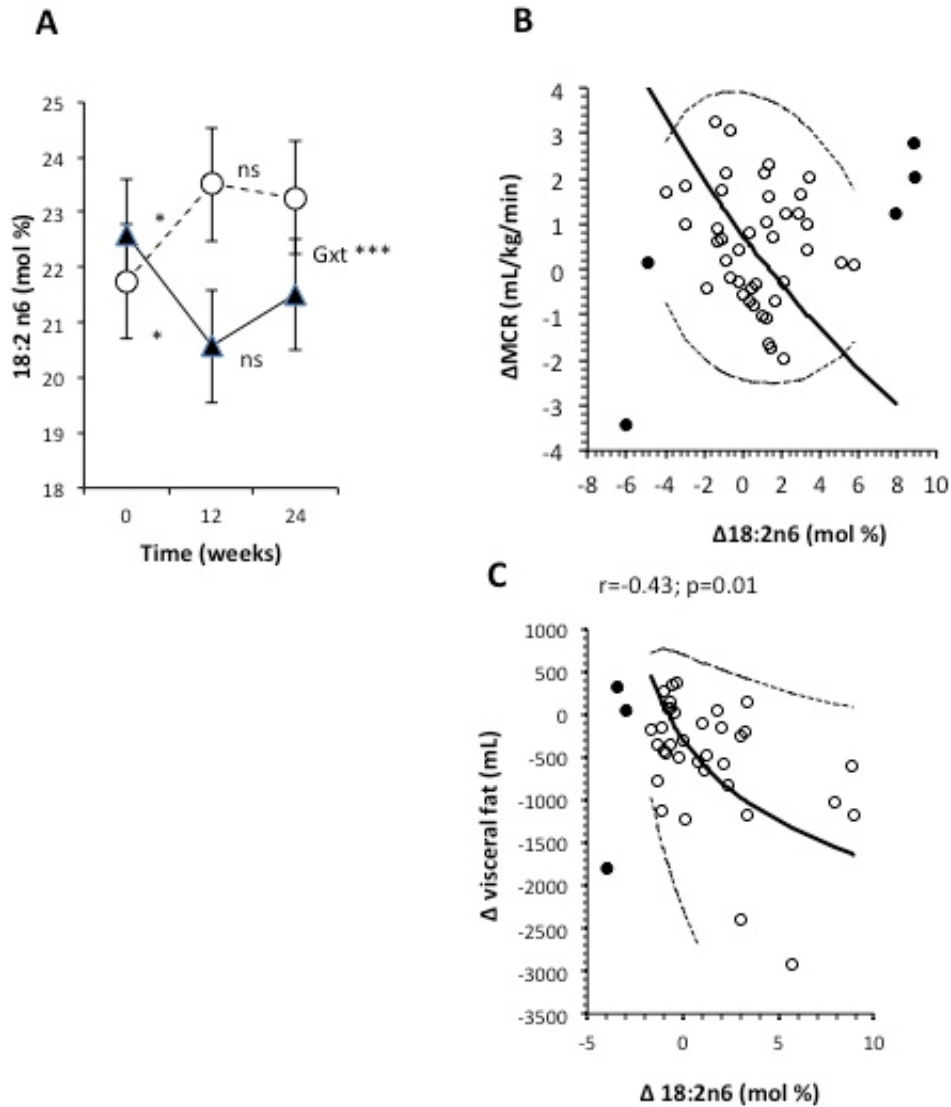 A
18:2 n6 (mol %)
25
24
23
22
21
20
19
18
*
*
ns
ns
Gxt ***
0 12 24
Time (weeks)
B
ΔMCR (mL/kg/min)
4
3
2
1
0
-1
-2
-3
-4
-8 -6 -4 -2 0 2 4 6 8 10
Δ18:2n6 (mol %)
C
r=-0.43; p=0.01
Δ visceral fat (mL)
1000
500
0
-500
-1000
-1500
-2000
-2500
-3000
-3500
-5 0 5 10
Δ 18:2n6 (mol %)